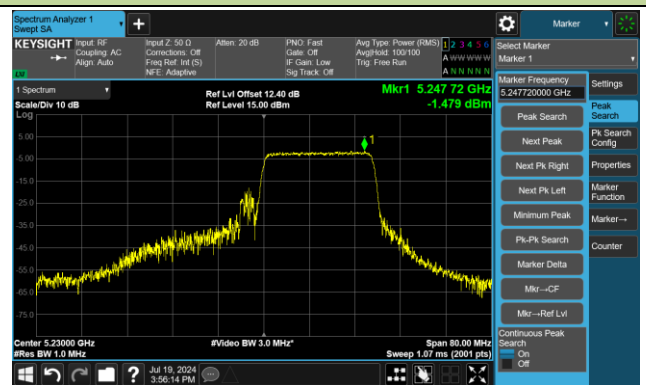 Spectrum Analyzer 1
Swept SA
+
Marker
KEYSIGHT
Input: RF
Coupling: AC
Align: Auto
Input Z: 50 Ω
Corrections: Off
Freq Ref: Int (S)
NFE: Adaptive
Atten: 20 dB
PNO: Fast
Gate: Off
IF Gain: Low
Sig Track: Off
Avg Type: Power (RMS)
Avg|Hold: 100/100
Trig: Free Run
1 2 3 4 5 6
A W W W W W
A N N N N N
Select Marker
Marker 1
LXI
1 Spectrum
Scale/Div 10 dB
Log
Ref Lvl Offset 12.40 dB
Ref Level 15.00 dBm
Mkr1 5.247 72 GHz
-1.479 dBm
1
5.00
-5.00
-15.0
-25.0
-35.0
-45.0
-55.0
-65.0
-75.0
Center 5.23000 GHz
#Res BW 1.0 MHz
#Video BW 3.0 MHz*
Span 80.00 MHz
Sweep 1.07 ms (2001 pts)
Marker Frequency
5.247720000 GHz
Peak Search
Next Peak
Next Pk Right
Next Pk Left
Minimum Peak
Pk-Pk Search
Marker Delta
Mkr→CF
Mkr→Ref Lvl
Continuous Peak
Search
On
Off
Settings
Peak
Search
Pk Search
Config
Properties
Marker
Function
Marker→
Counter
?
Jul 19, 2024
3:56:14 PM